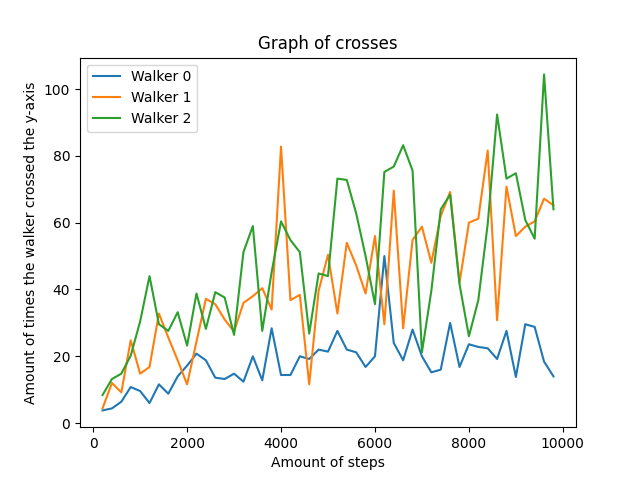 Graph of crosses
Walker 0
Walker 1
Walker 2
Amount of times the walker crossed the y-axis
100
80
60
40
20
0
0 2000 4000 6000 8000 10000
Amount of steps